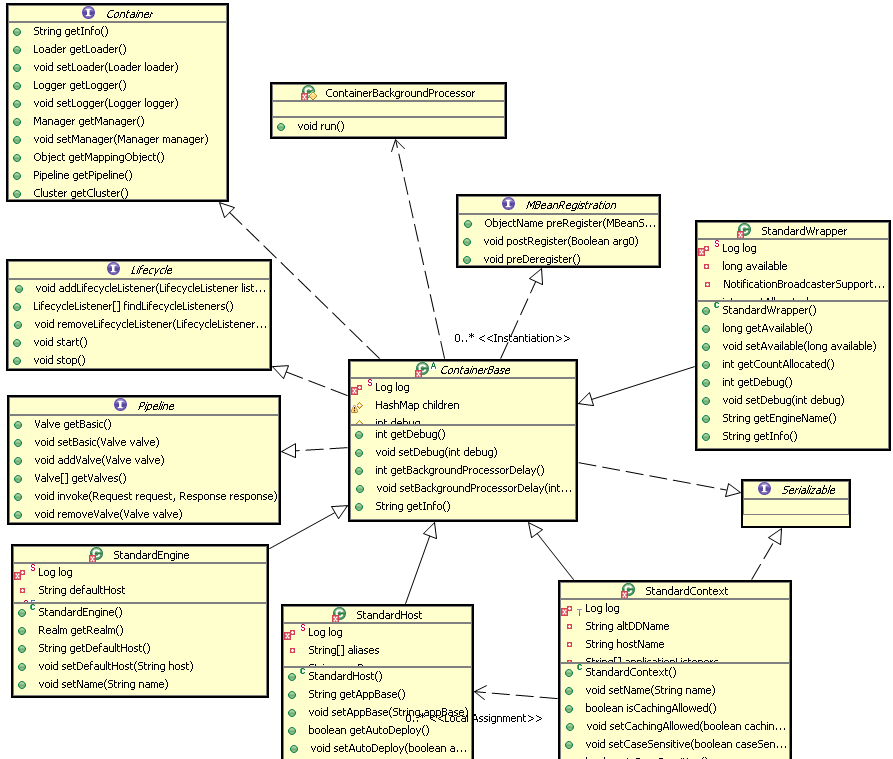 Container
String getInfo()
Loader getLoader()
void setLoader(Loader loader)
Logger getLogger()
void setLogger(Logger logger)
Manager getManager()
void setManager(Manager manager)
Object getMappingObject()
Pipeline getPipeline()
Cluster getCluster()
ContainerBackgroundProcessor
void run()
MBeanRegistration
ObjectName preRegister(MBeanS...
void postRegister(Boolean arg0)
void preDeregister()
StandardWrapper
S Log log
long available
NotificationBroadcasterSupport...
C StandardWrapper()
long getAvailable()
void setAvailable(long available)
int getCountAllocated()
int getDebug()
void setDebug(int debug)
String getEngineName()
String getInfo()
Lifecycle
void addLifecycleListener(LifecycleListener list...
LifecycleListener[] findLifecycleListeners()
void removeLifecycleListener(LifecycleListener...
void start()
void stop()
0..* <<Instantiation>>
A ContainerBase
S Log log
HashMap children
int debug
int getDebug()
void setDebug(int debug)
int getBackgroundProcessorDelay()
void setBackgroundProcessorDelay(int...
String getInfo()
Pipeline
Valve getBasic()
void setBasic(Valve valve)
void addValve(Valve valve)
Valve[] getValves()
void invoke(Request request, Response response)
void removeValve(Valve valve)
Serializable
StandardEngine
S Log log
String defaultHost
C StandardEngine()
Realm getRealm()
String getDefaultHost()
void setDefaultHost(String host)
void setName(String name)
StandardHost
S Log log
String[] aliases
C StandardHost()
String getAppBase()
void setAppBase(String appBase)
boolean getAutoDeploy()
void setAutoDeploy(boolean a...
0..* <<Local Assignment>>
StandardContext
T Log log
String altDDName
String hostName
String[] applicationListeners
C StandardContext()
void setName(String name)
boolean isCachingAllowed()
void setCachingAllowed(boolean cachin...
void setCaseSensitive(boolean caseSen...